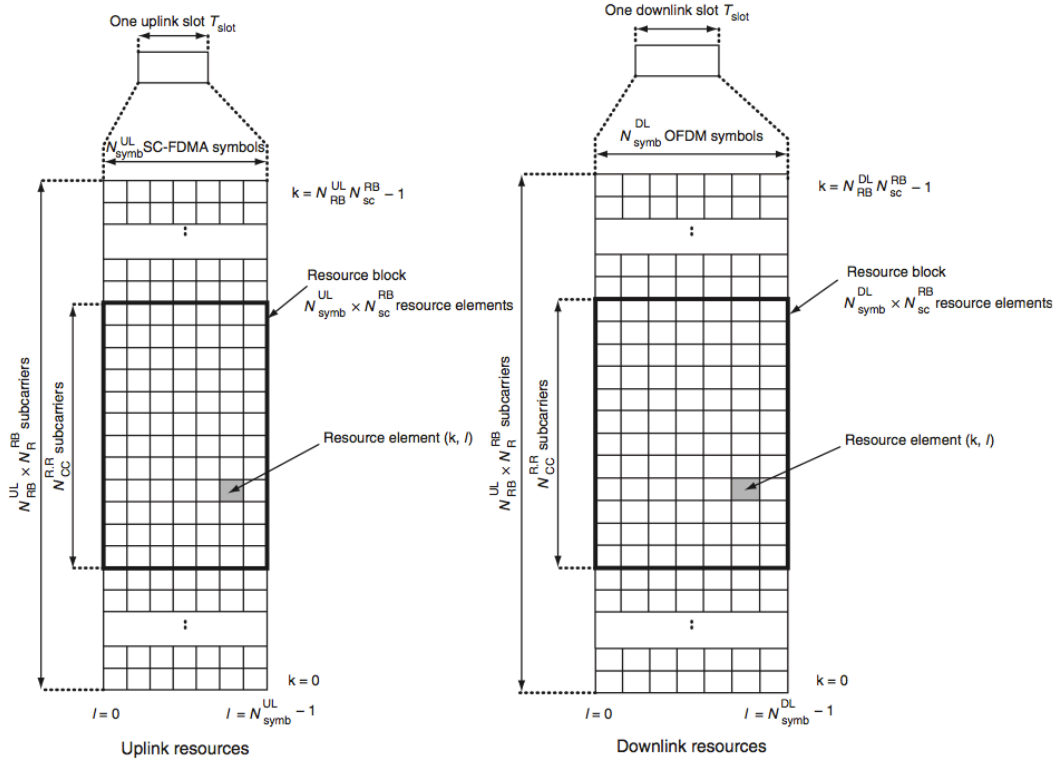 One uplink slot T_slot
N_symb^UL SC-FDMA symbols
k = N_RB^UL N_sc^RB – 1
Resource block
N_symb^UL × N_sc^RB resource elements
N_RB^UL × N_R^RB subcarriers
N_CC^R.R subcarriers
Resource element (k, l)
k = 0
l = 0
l = N_symb^UL – 1
Uplink resources
One downlink slot T_slot
N_symb^DL OFDM symbols
k = N_RB^DL N_sc^RB – 1
Resource block
N_symb^DL × N_sc^RB resource elements
N_RB^UL × N_R^RB subcarriers
N_CC^R.R subcarriers
Resource element (k, l)
k = 0
l = 0
l = N_symb^DL – 1
Downlink resources